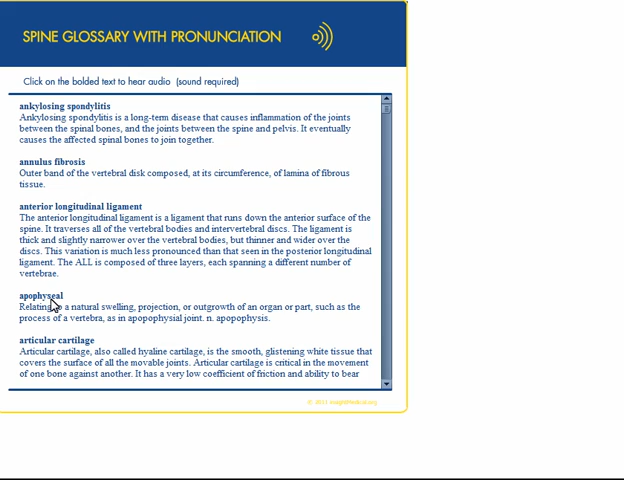 SPINE GLOSSARY WITH PRONUNCIATION
Click on the bolded text to hear audio (sound required)
ankylosing spondylitis
Ankylosing spondylitis is a long-term disease that causes inflammation of the joints
between the spinal bones, and the joints between the spine and pelvis. It eventually
causes the affected spinal bones to join together.
annulus fibrosis
Outer band of the vertebral disk composed, at its circumference, of lamina of fibrous
tissue.
anterior longitudinal ligament
The anterior longitudinal ligament is a ligament that runs down the anterior surface of the
spine. It traverses all of the vertebral bodies and intervertebral discs. The ligament is
thick and slightly narrower over the vertebral bodies, but thinner and wider over the
discs. This variation is much less pronounced than that seen in the posterior longitudinal
ligament. The ALL is composed of three layers, each spanning a different number of
vertebrae.
apophyseal
Relating to a natural swelling, projection, or outgrowth of an organ or part, such as the
process of a vertebra, as in apopophysial joint. n. apopophysis.
articular cartilage
Articular cartilage, also called hyaline cartilage, is the smooth, glistening white tissue that
covers the surface of all the movable joints. Articular cartilage is critical in the movement
of one bone against another. It has a very low coefficient of friction and ability to bear